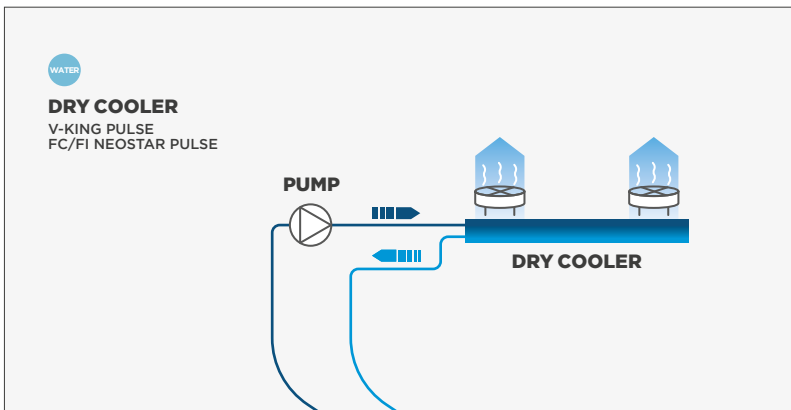 WATER
DRY COOLER
V-KING PULSE
FC/FI NEOSTAR PULSE
PUMP
DRY COOLER